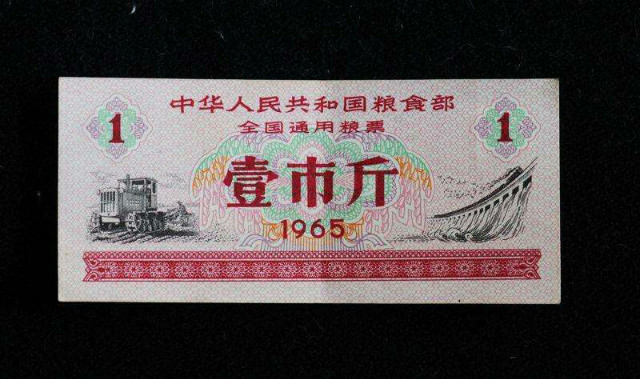 中华人民共和国粮食部
全国通用粮票
1 壹市斤 1
1965